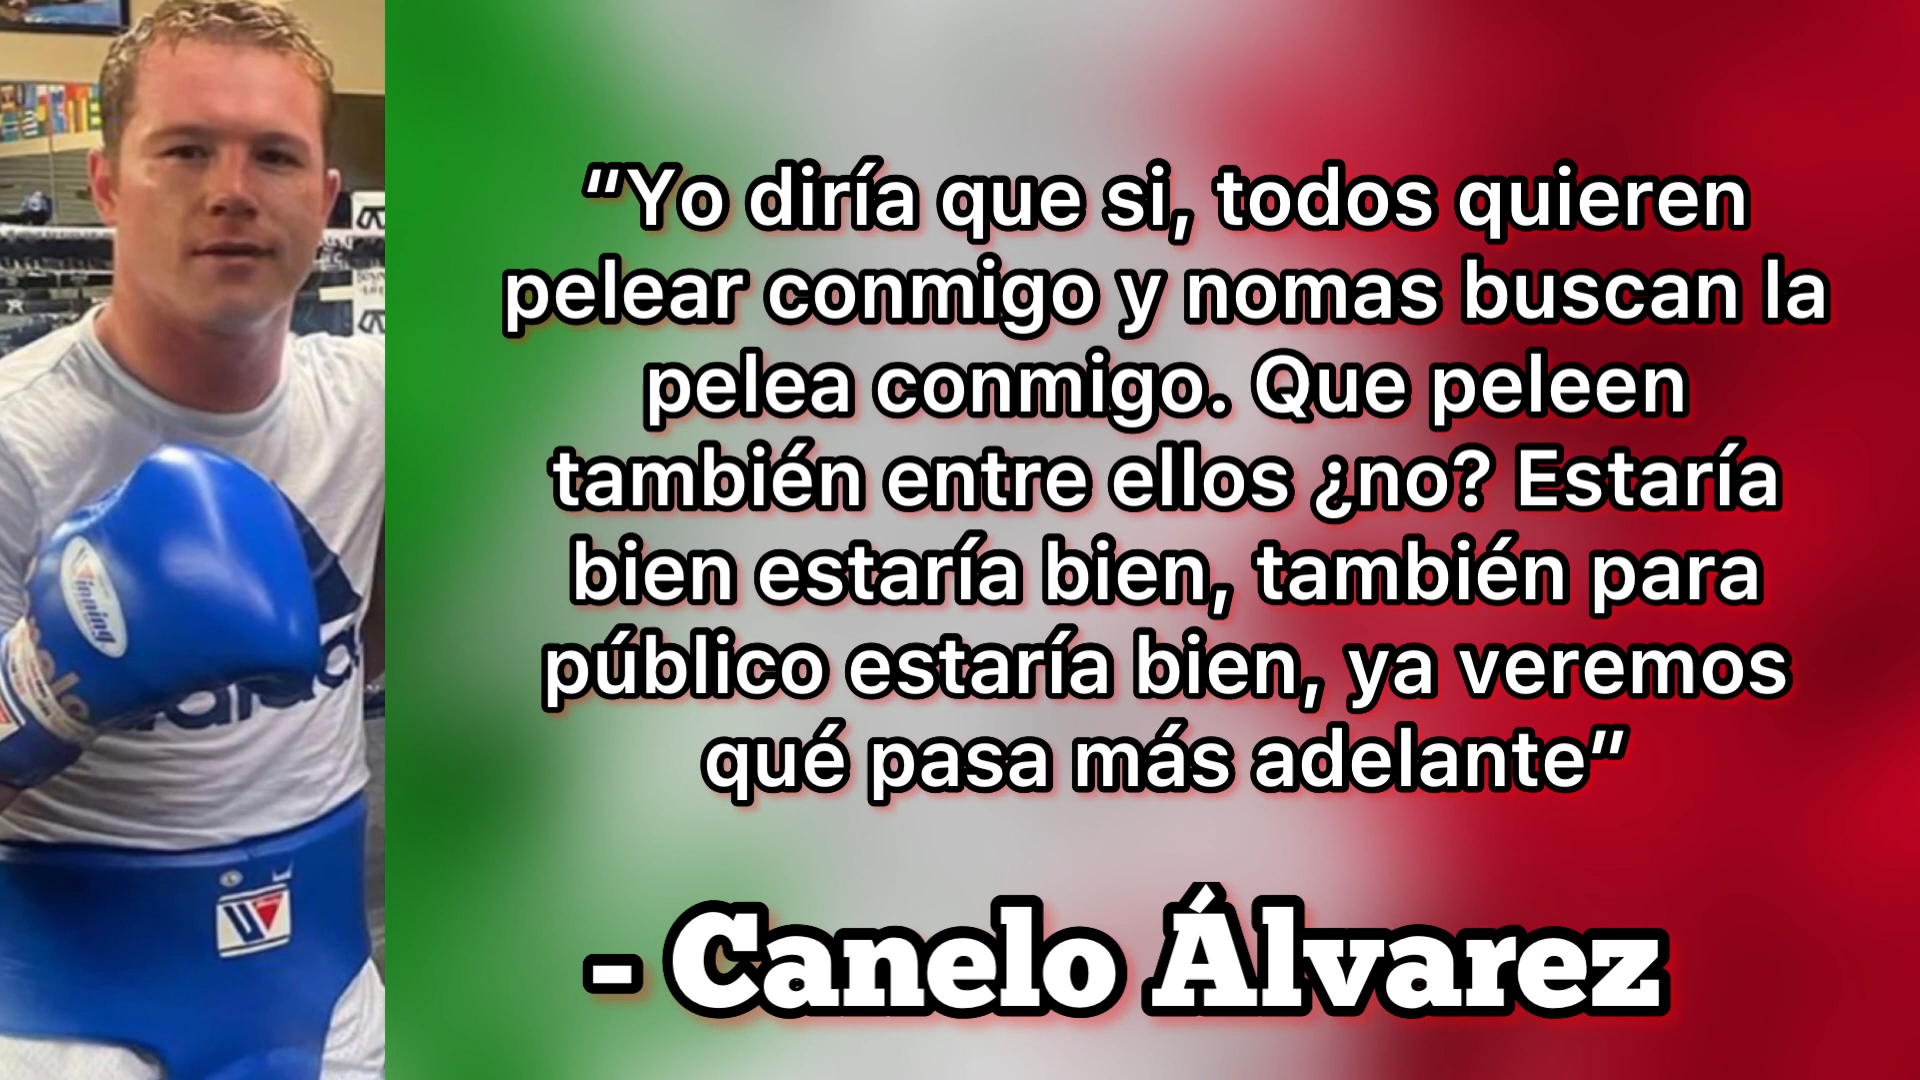 “Yo diría que si, todos quieren
pelear conmigo y nomas buscan la
pelea conmigo. Que peleen
también entre ellos ¿no? Estaría
bien estaría bien, también para
público estaría bien, ya veremos
qué pasa más adelante”
- Canelo Álvarez
Winning